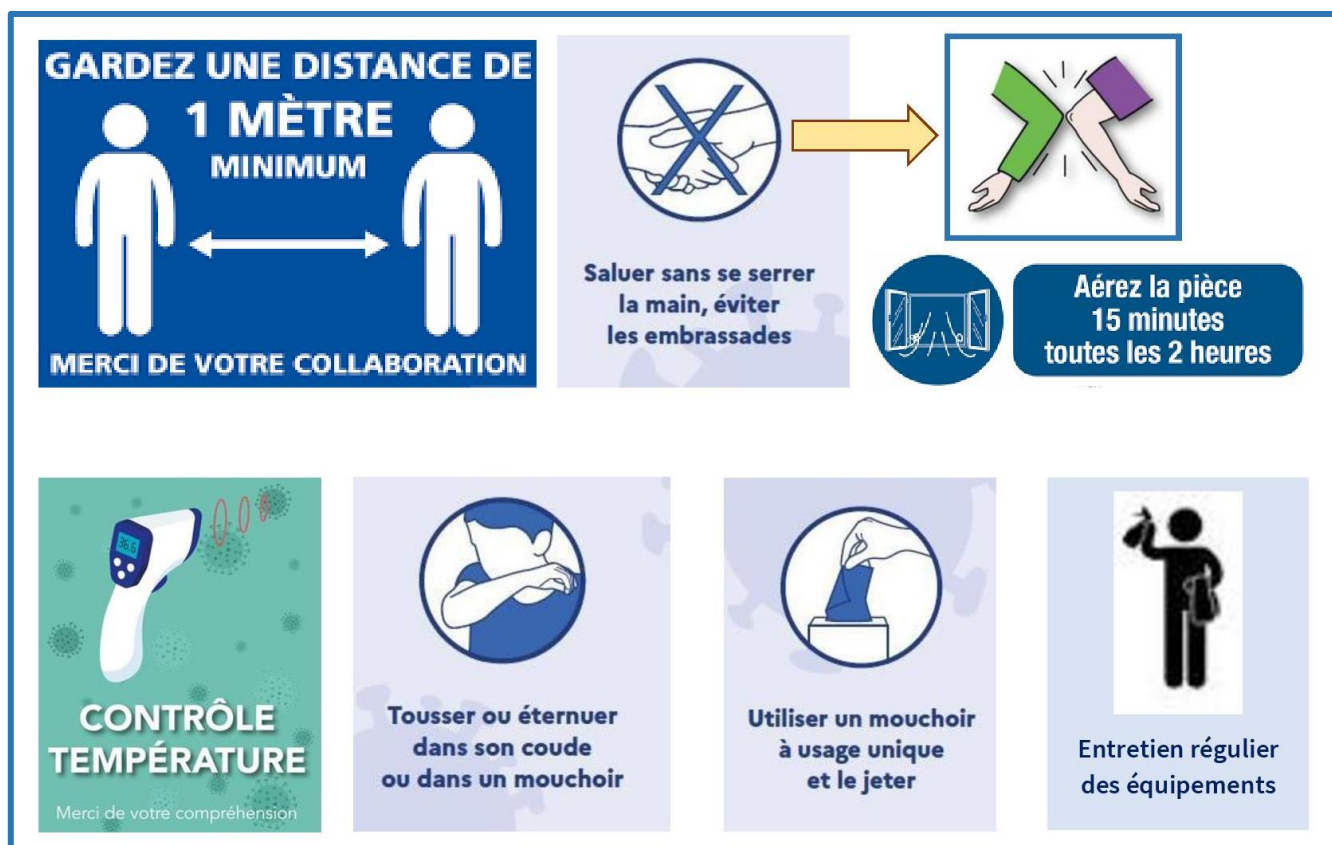 GARDEZ UNE DISTANCE DE
1 MÈTRE
MINIMUM
MERCI DE VOTRE COLLABORATION
Saluer sans se serrer
la main, éviter
les embrassades
Aérez la pièce
15 minutes
toutes les 2 heures
36.6
CONTRÔLE
TEMPÉRATURE
Merci de votre compréhension
Tousser ou éternuer
dans son coude
ou dans un mouchoir
Utiliser un mouchoir
à usage unique
et le jeter
Entretien régulier
des équipements